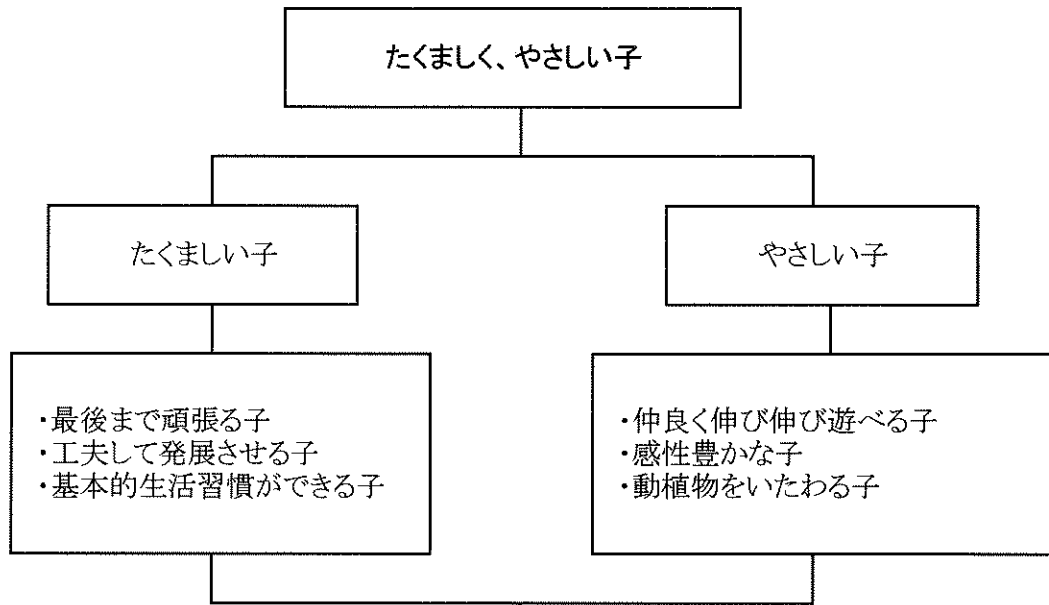 たくましく、やさしい子
たくましい子
やさしい子
・最後まで頑張る子
・工夫して発展させる子
・基本的生活習慣ができる子
・仲良く伸び伸び遊べる子
・感性豊かな子
・動植物をいたわる子